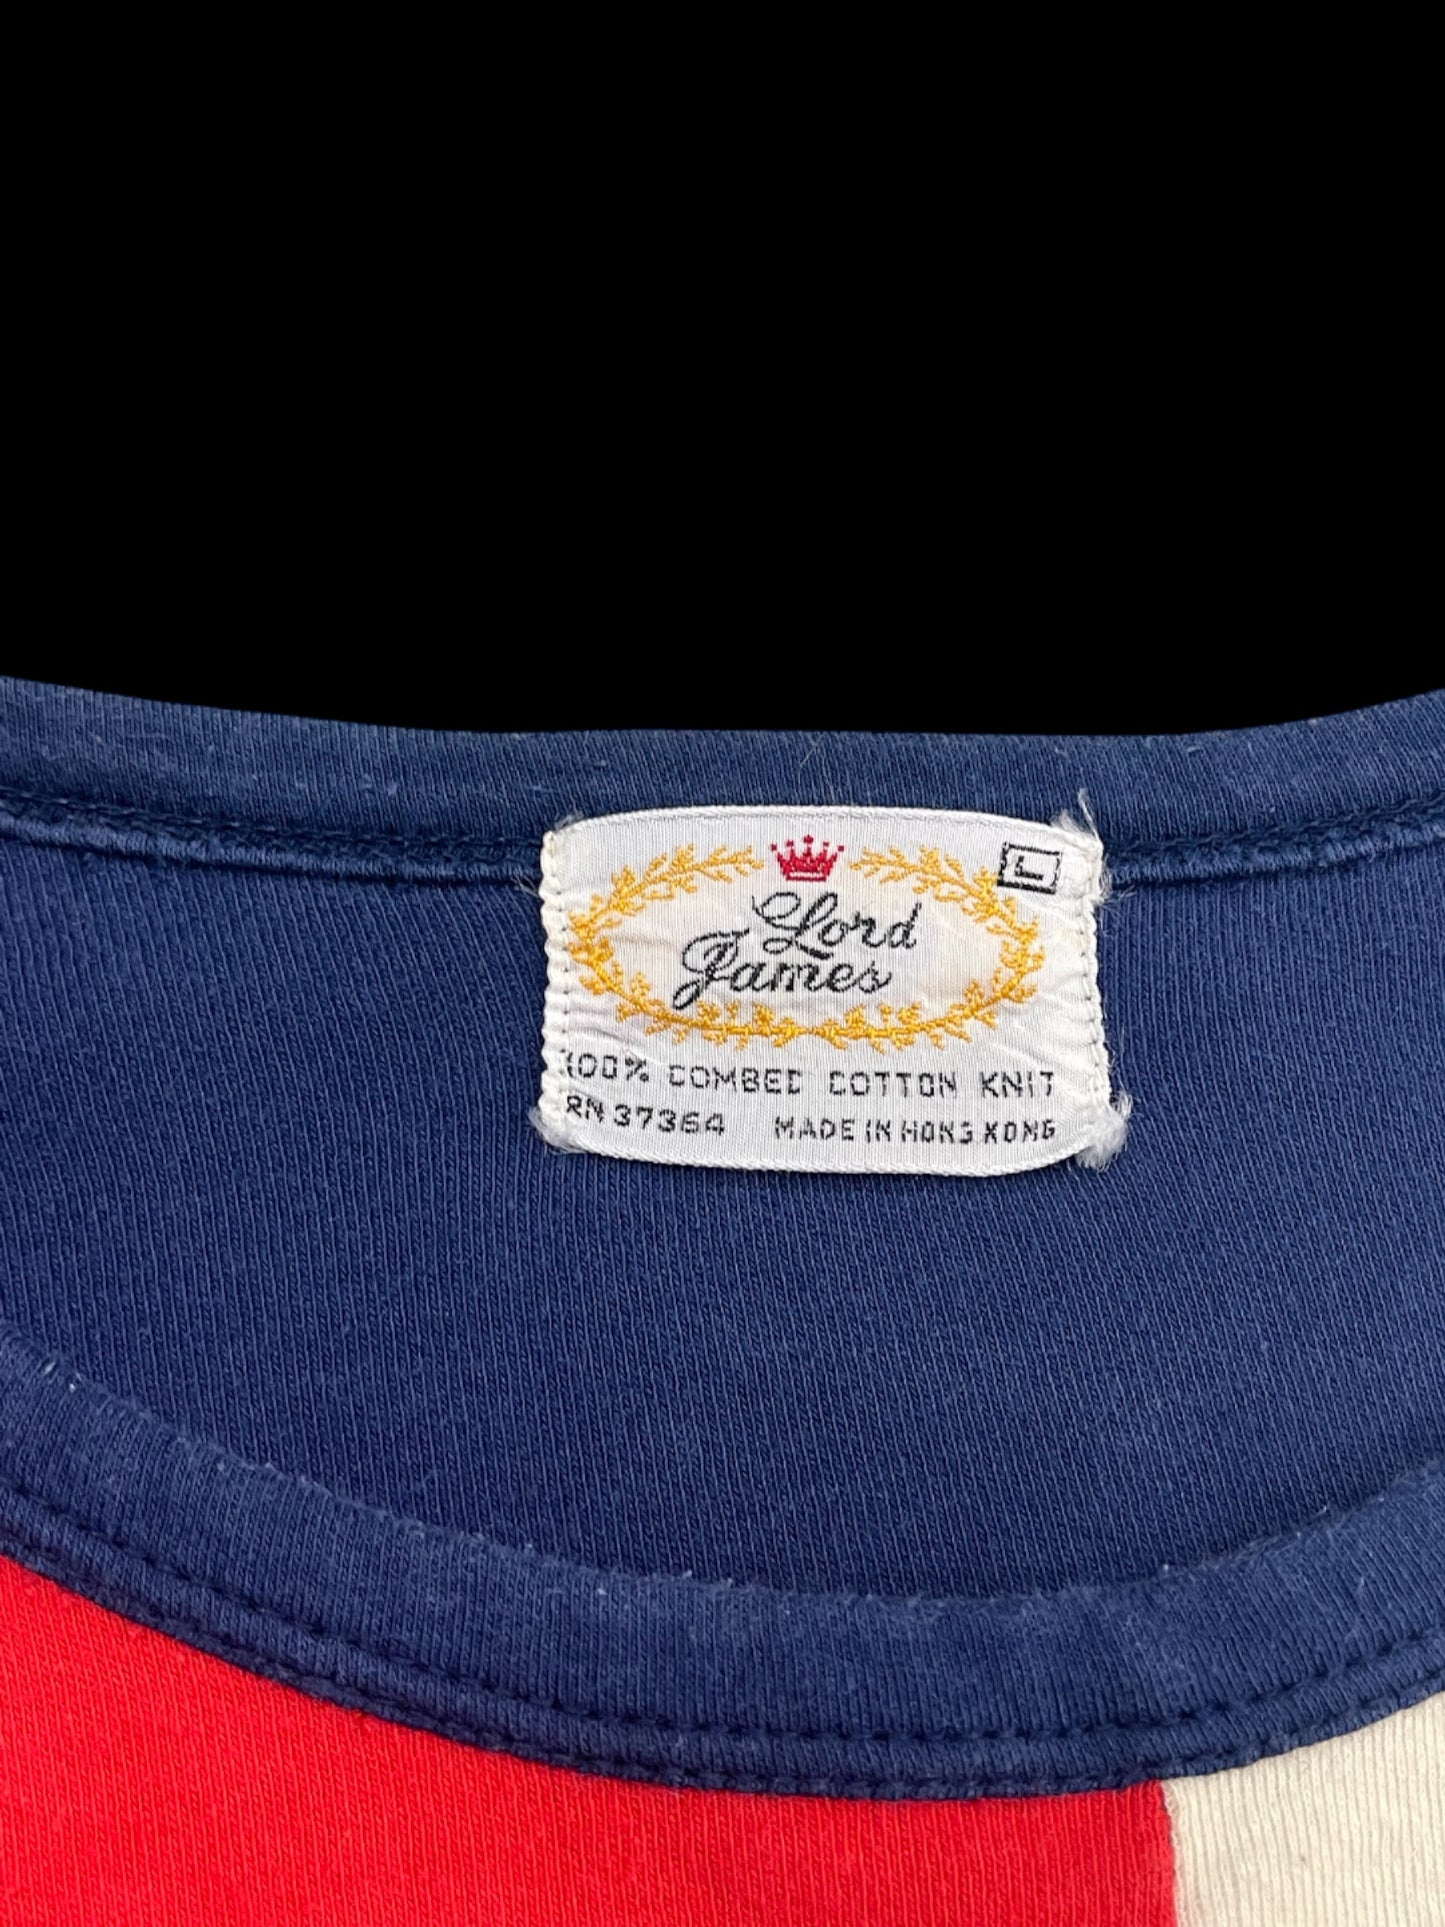 L
Lord
James
100% COMBED COTTON KNIT
RN 37364 MADE IN HONG KONG